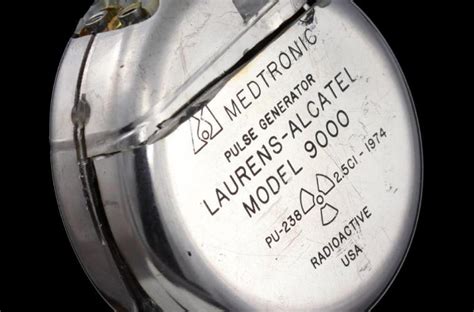 MEDTRONIC
PULSE GENERATOR
LAURENS-ALCATEL
MODEL 9000
PU-238 2.5CI-1974
RADIOACTIVE
USA